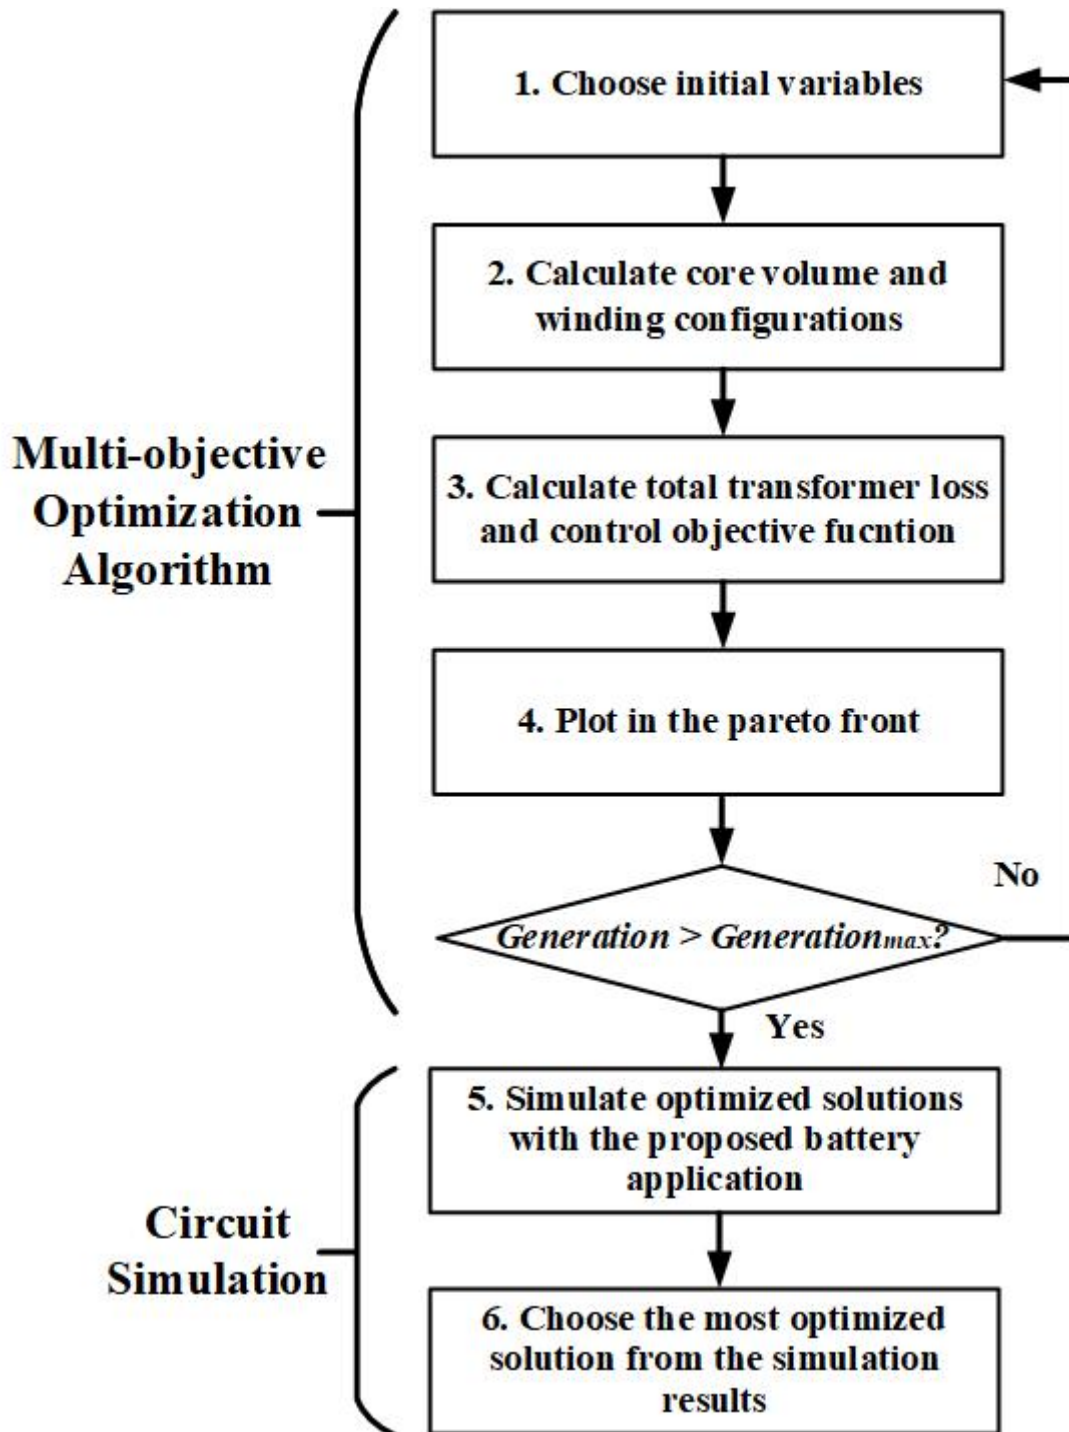 1. Choose initial variables
2. Calculate core volume and
winding configurations
Multi-objective
Optimization
Algorithm
3. Calculate total transformer loss
and control objective fucntion
4. Plot in the pareto front
Generation > Generationmax?
No
Yes
Circuit
Simulation
5. Simulate optimized solutions
with the proposed battery
application
6. Choose the most optimized
solution from the simulation
results